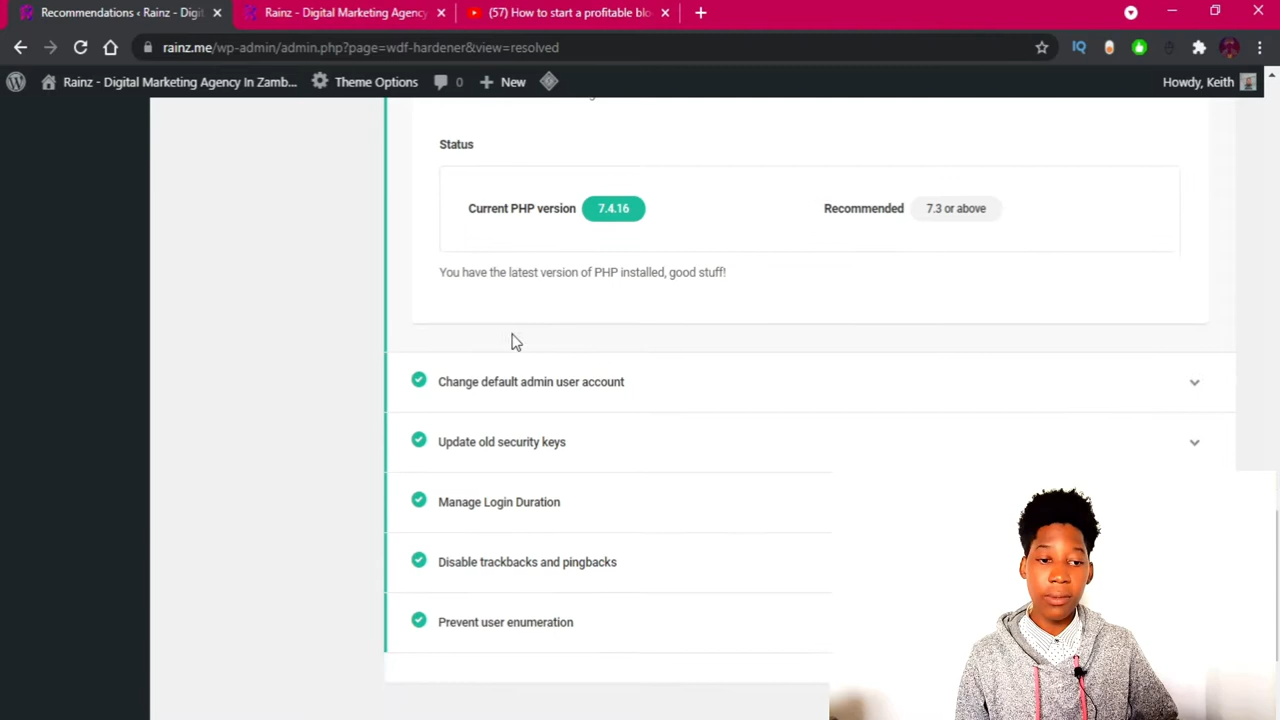 Recommendations ‹ Rainz - Digit
Rainz - Digital Marketing Agency
(57) How to start a profitable blo
rainz.me/wp-admin/admin.php?page=wdf-hardener&view=resolved
IQ
Rainz - Digital Marketing Agency In Zamb...
Theme Options
0
New
Howdy, Keith
Status
Current PHP version
7.4.16
Recommended
7.3 or above
You have the latest version of PHP installed, good stuff!
Change default admin user account
Update old security keys
Manage Login Duration
Disable trackbacks and pingbacks
Prevent user enumeration